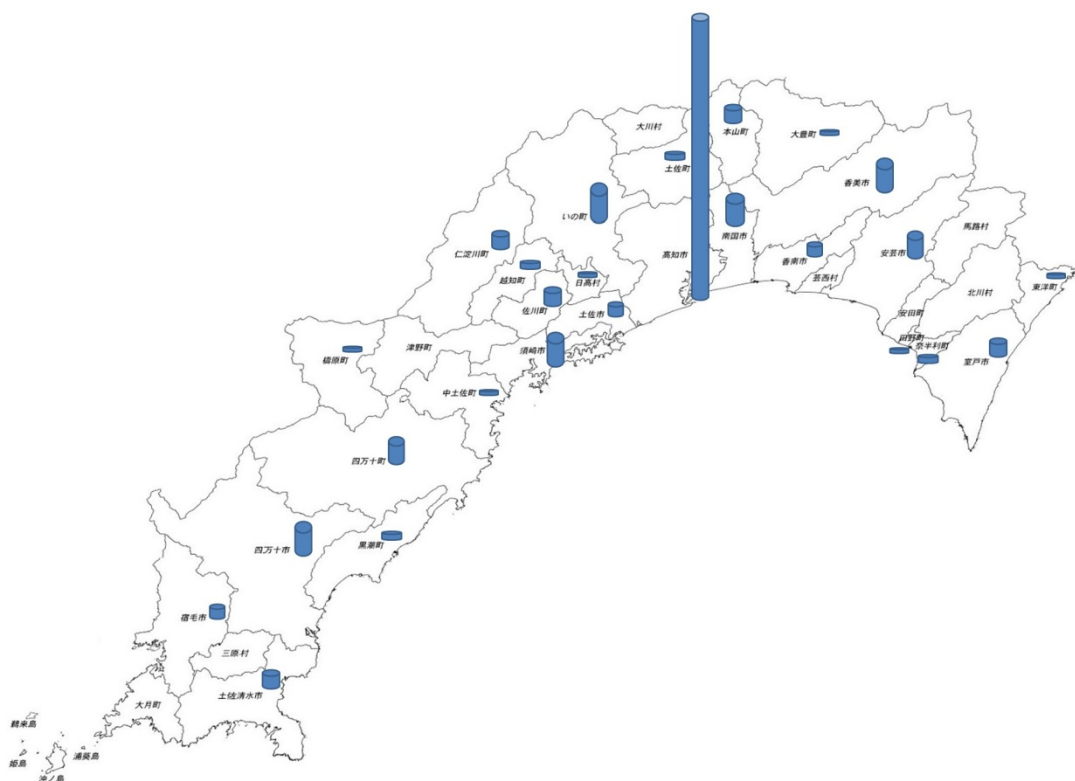 大川村
本山町
大豊町
土佐町
香美市
いの町
南国市
馬路村
仁淀川町
高知市
香南市
安芸市
越知町
日高村
芸西村
北川村
東洋町
佐川町
土佐市
安田町
津野町
須崎市
田野町
奈半利町
檮原町
室戸市
中土佐町
四万十町
四万十市
黒潮町
宿毛市
三原村
土佐清水市
大月町
鵜来島
浦葵島
姫島
沖ノ島